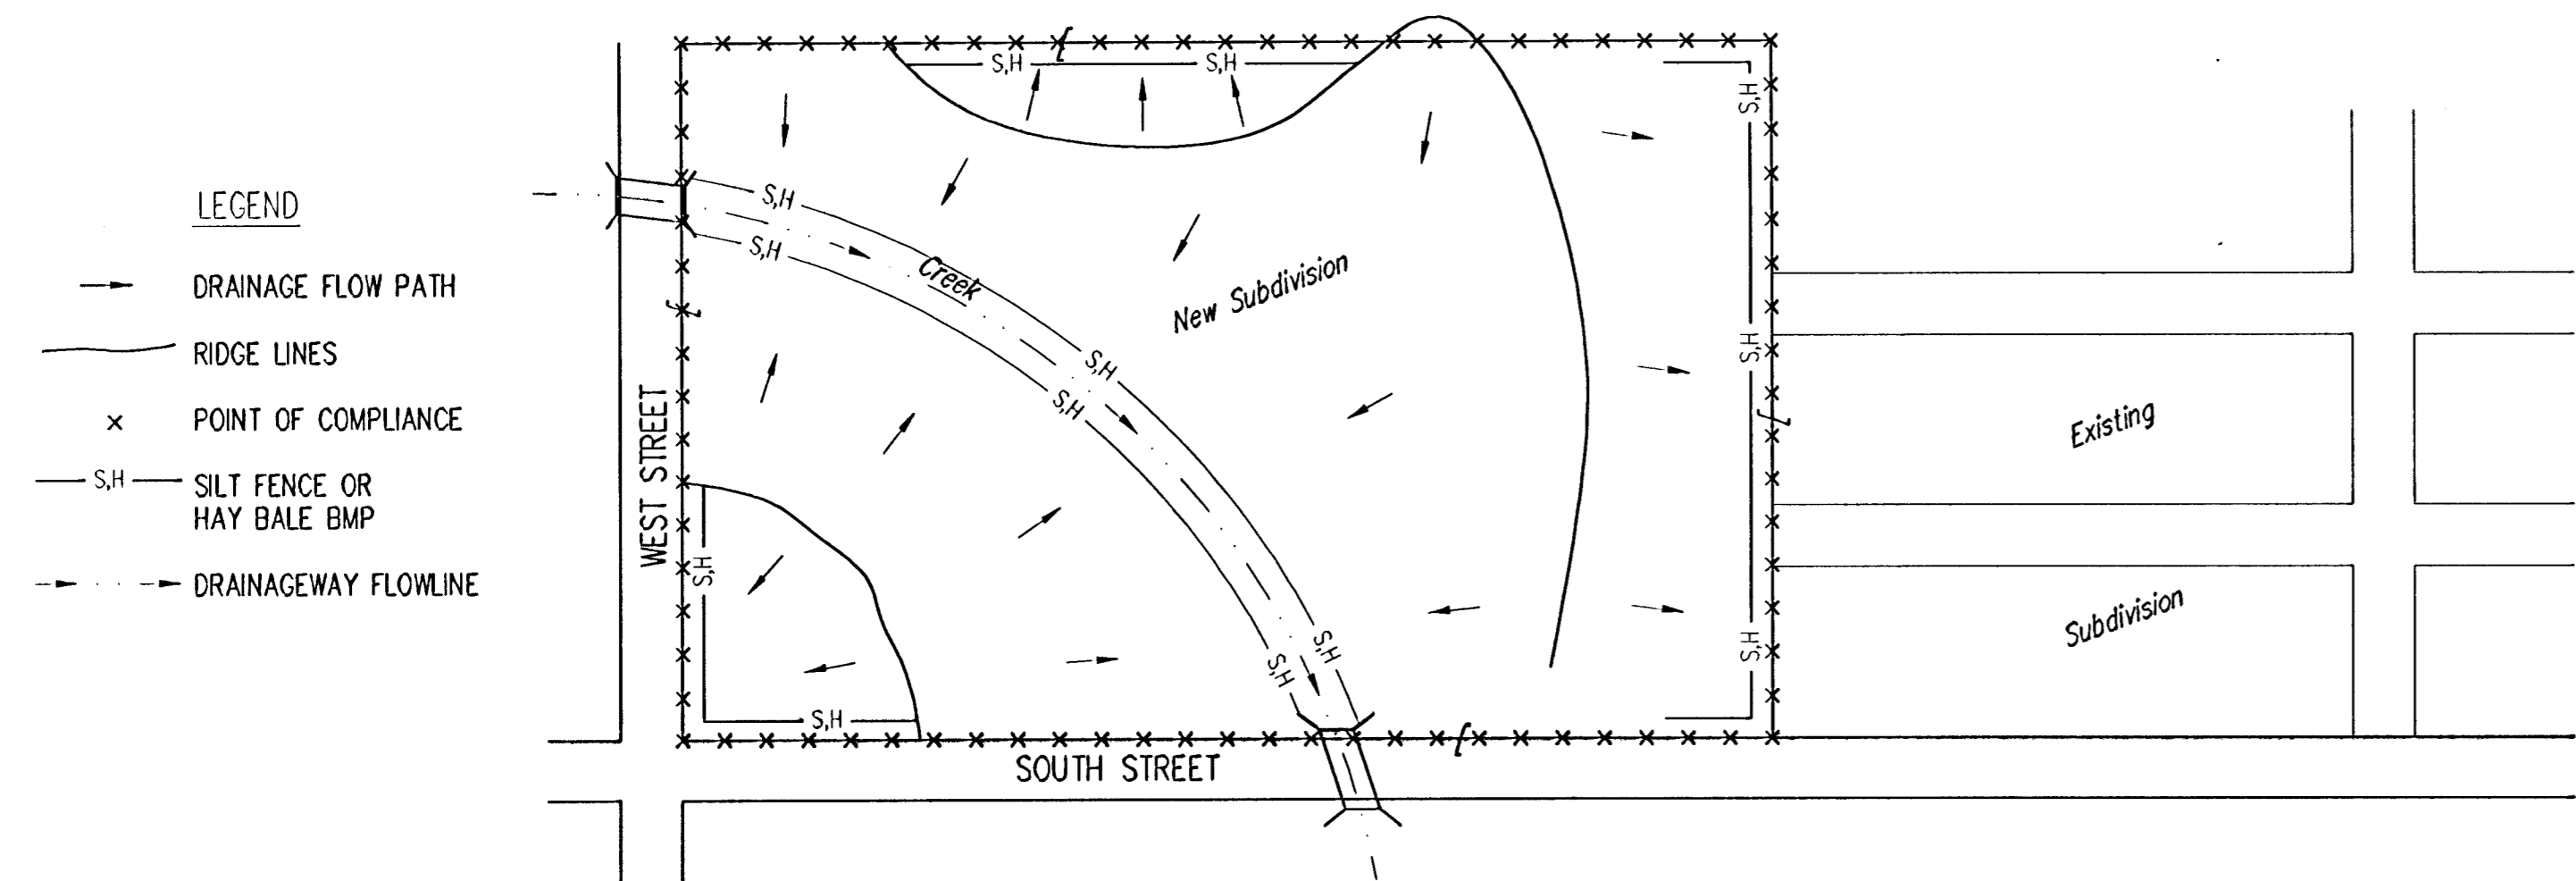 LEGEND
DRAINAGE FLOW PATH
RIDGE LINES
× POINT OF COMPLIANCE
S,H SILT FENCE OR
HAY BALE BMP
DRAINAGEWAY FLOWLINE
S,H
S,H
S,H
S,H
S,H
Creek
New Subdivision
S,H
S,H
S,H
S,H
S,H
S,H
S,H
S,H
S,H
WEST STREET
SOUTH STREET
Existing
Subdivision